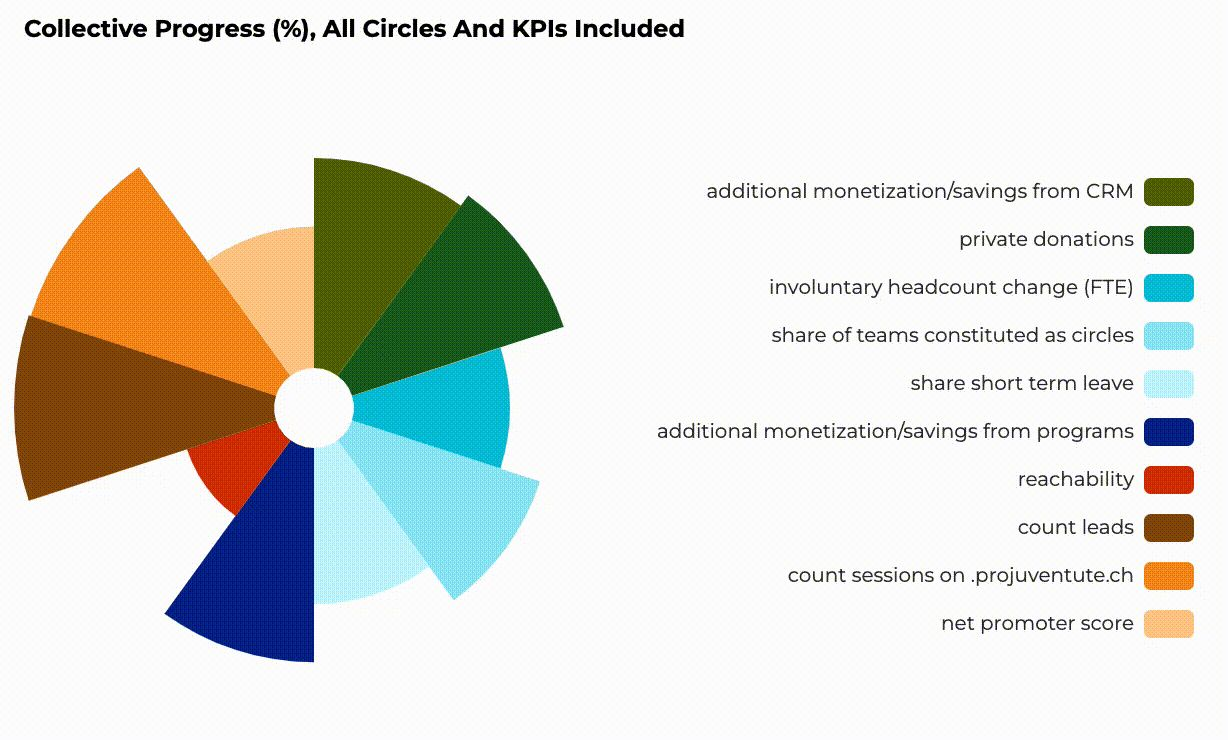 Collective Progress (%), All Circles And KPIs Included
additional monetization/savings from CRM
private donations
involuntary headcount change (FTE)
share of teams constituted as circles
share short term leave
additional monetization/savings from programs
reachability
count leads
count sessions on .projuventute.ch
net promoter score